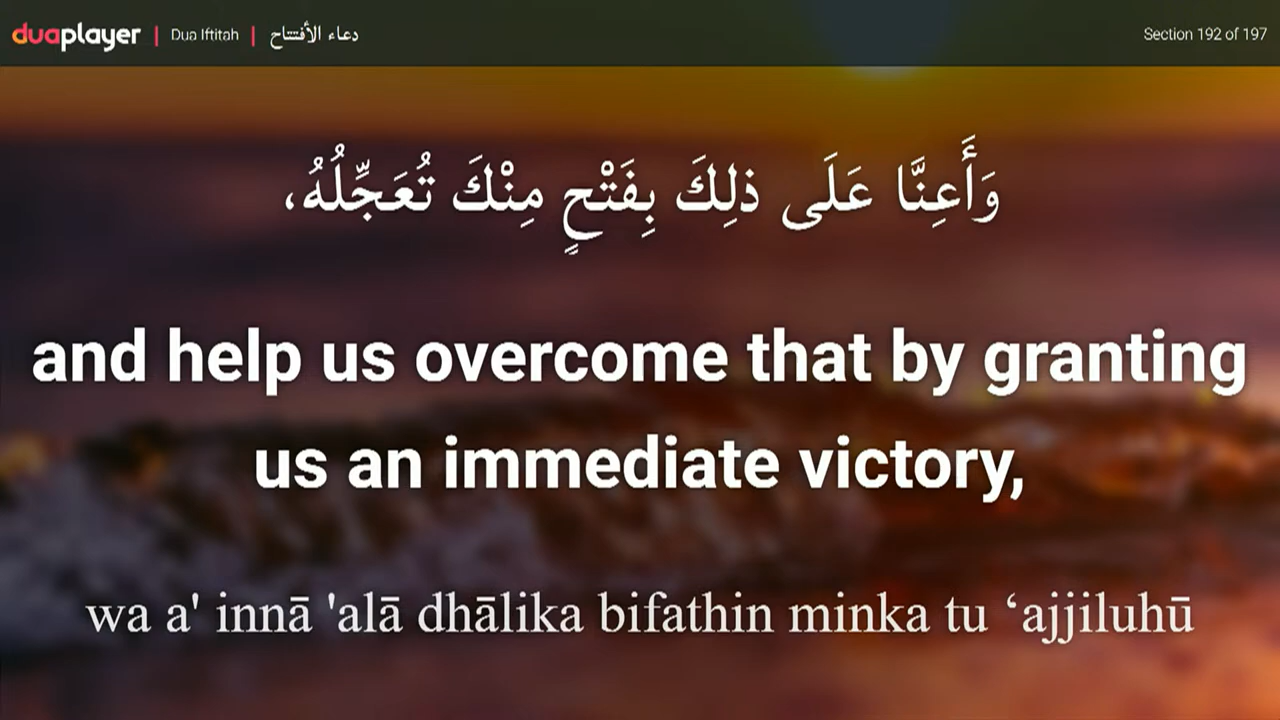 duaplayer | Dua Iftitah | دعاء الأفتتاح
Section 192 of 197
وَأَعِنَّا عَلَى ذلِكَ بِفَتْحٍ مِنْكَ تُعَجِّلُهُ،
and help us overcome that by granting
us an immediate victory,
wa a' innā 'alā dhālika bifathin minka tu ‘ajjiluhū